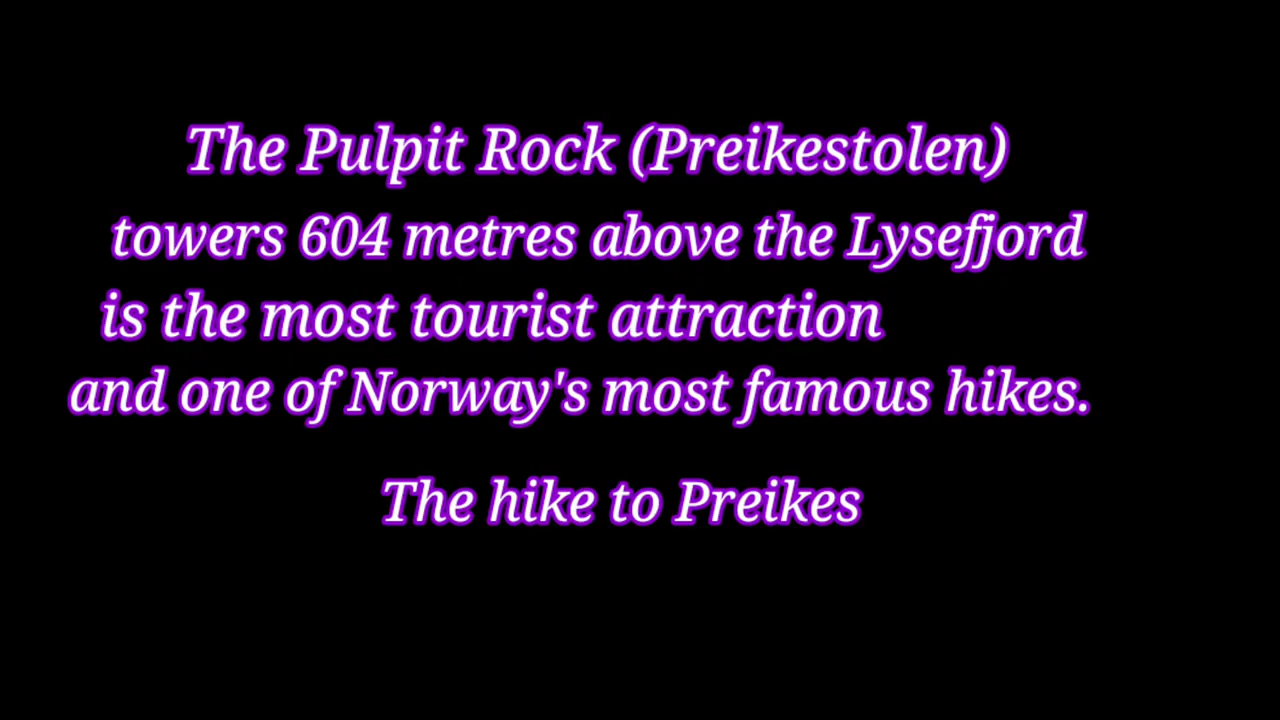 The Pulpit Rock (Preikestolen)
towers 604 metres above the Lysefjord
is the most tourist attraction
and one of Norway's most famous hikes.
The hike to Preikes